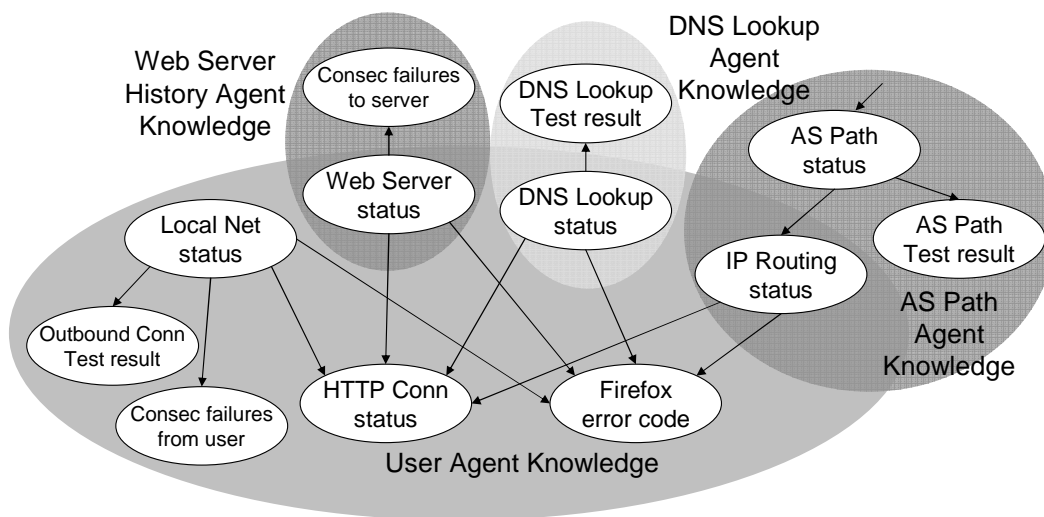 Web Server
History Agent
Knowledge
Consec failures
to server
DNS Lookup
Test result
DNS Lookup
Agent
Knowledge
AS Path
status
Web Server
status
DNS Lookup
status
Local Net
status
AS Path
Test result
IP Routing
status
AS Path
Agent
Knowledge
Outbound Conn
Test result
HTTP Conn
status
Firefox
error code
Consec failures
from user
User Agent Knowledge